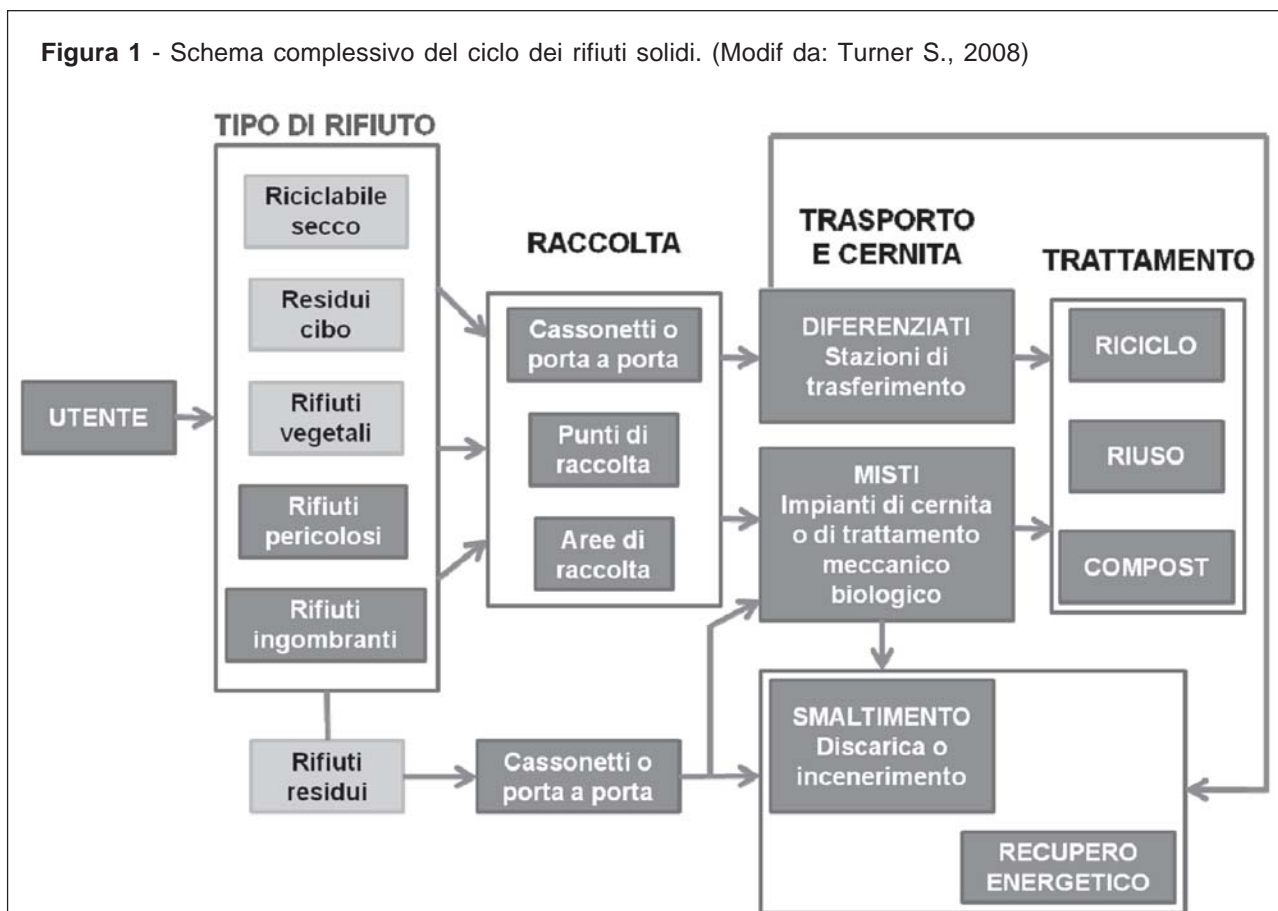 Figura 1 - Schema complessivo del ciclo dei rifiuti solidi. (Modif da: Turner S., 2008)
TIPO DI RIFIUTO
Riciclabile
secco
Residui
cibo
Rifiuti
vegetali
Rifiuti
pericolosi
Rifiuti
ingombranti
UTENTE
Rifiuti
residui
RACCOLTA
Cassonetti o
porta a porta
Punti di
raccolta
Aree di
raccolta
Cassonetti o
porta a porta
TRASPORTO
E CERNITA
DIFERENZIATI
Stazioni di
trasferimento
MISTI
Impianti di cernita
o di trattamento
meccanico
biologico
TRATTAMENTO
RICICLO
RIUSO
COMPOST
SMALTIMENTO
Discarica o
incenerimento
RECUPERO
ENERGETICO